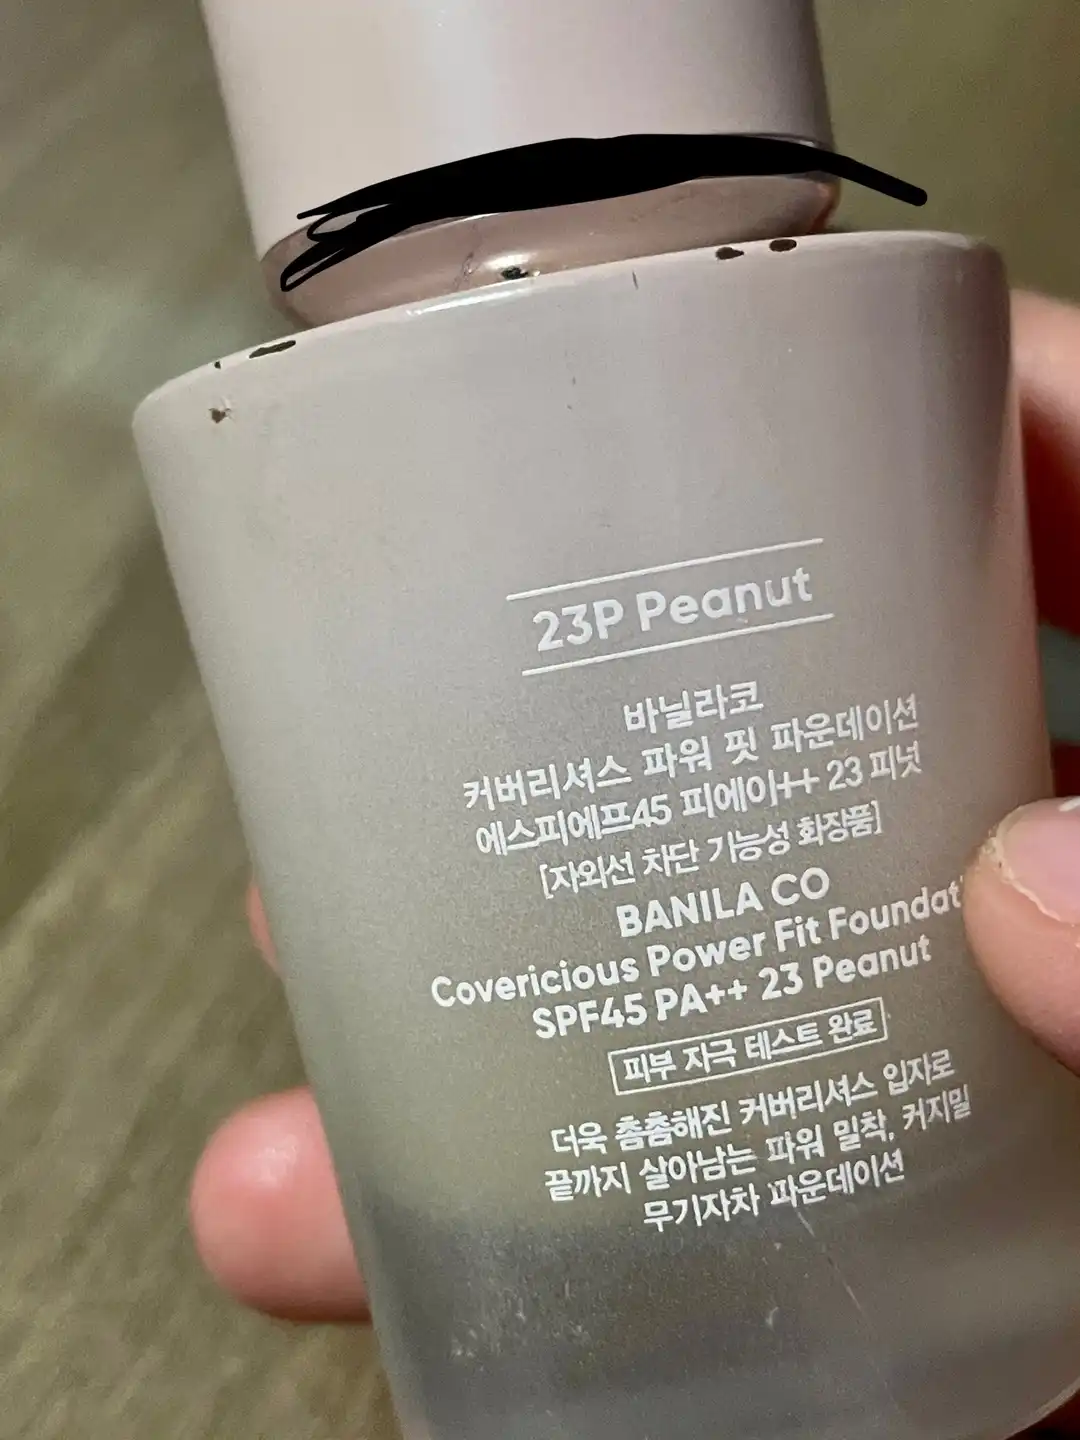 23P Peanut
바닐라코
커버리셔스 파워 핏 파운데이션
에스피에프45 피에이++ 23 피넛
[자외선 차단 기능성 화장품]
BANILA CO
Covericious Power Fit Foundat
SPF45 PA++ 23 Peanut
피부 자극 테스트 완료
더욱 촘촘해진 커버리셔스 입자로
끝까지 살아남는 파워 밀착, 커지밀
무기자차 파운데이션